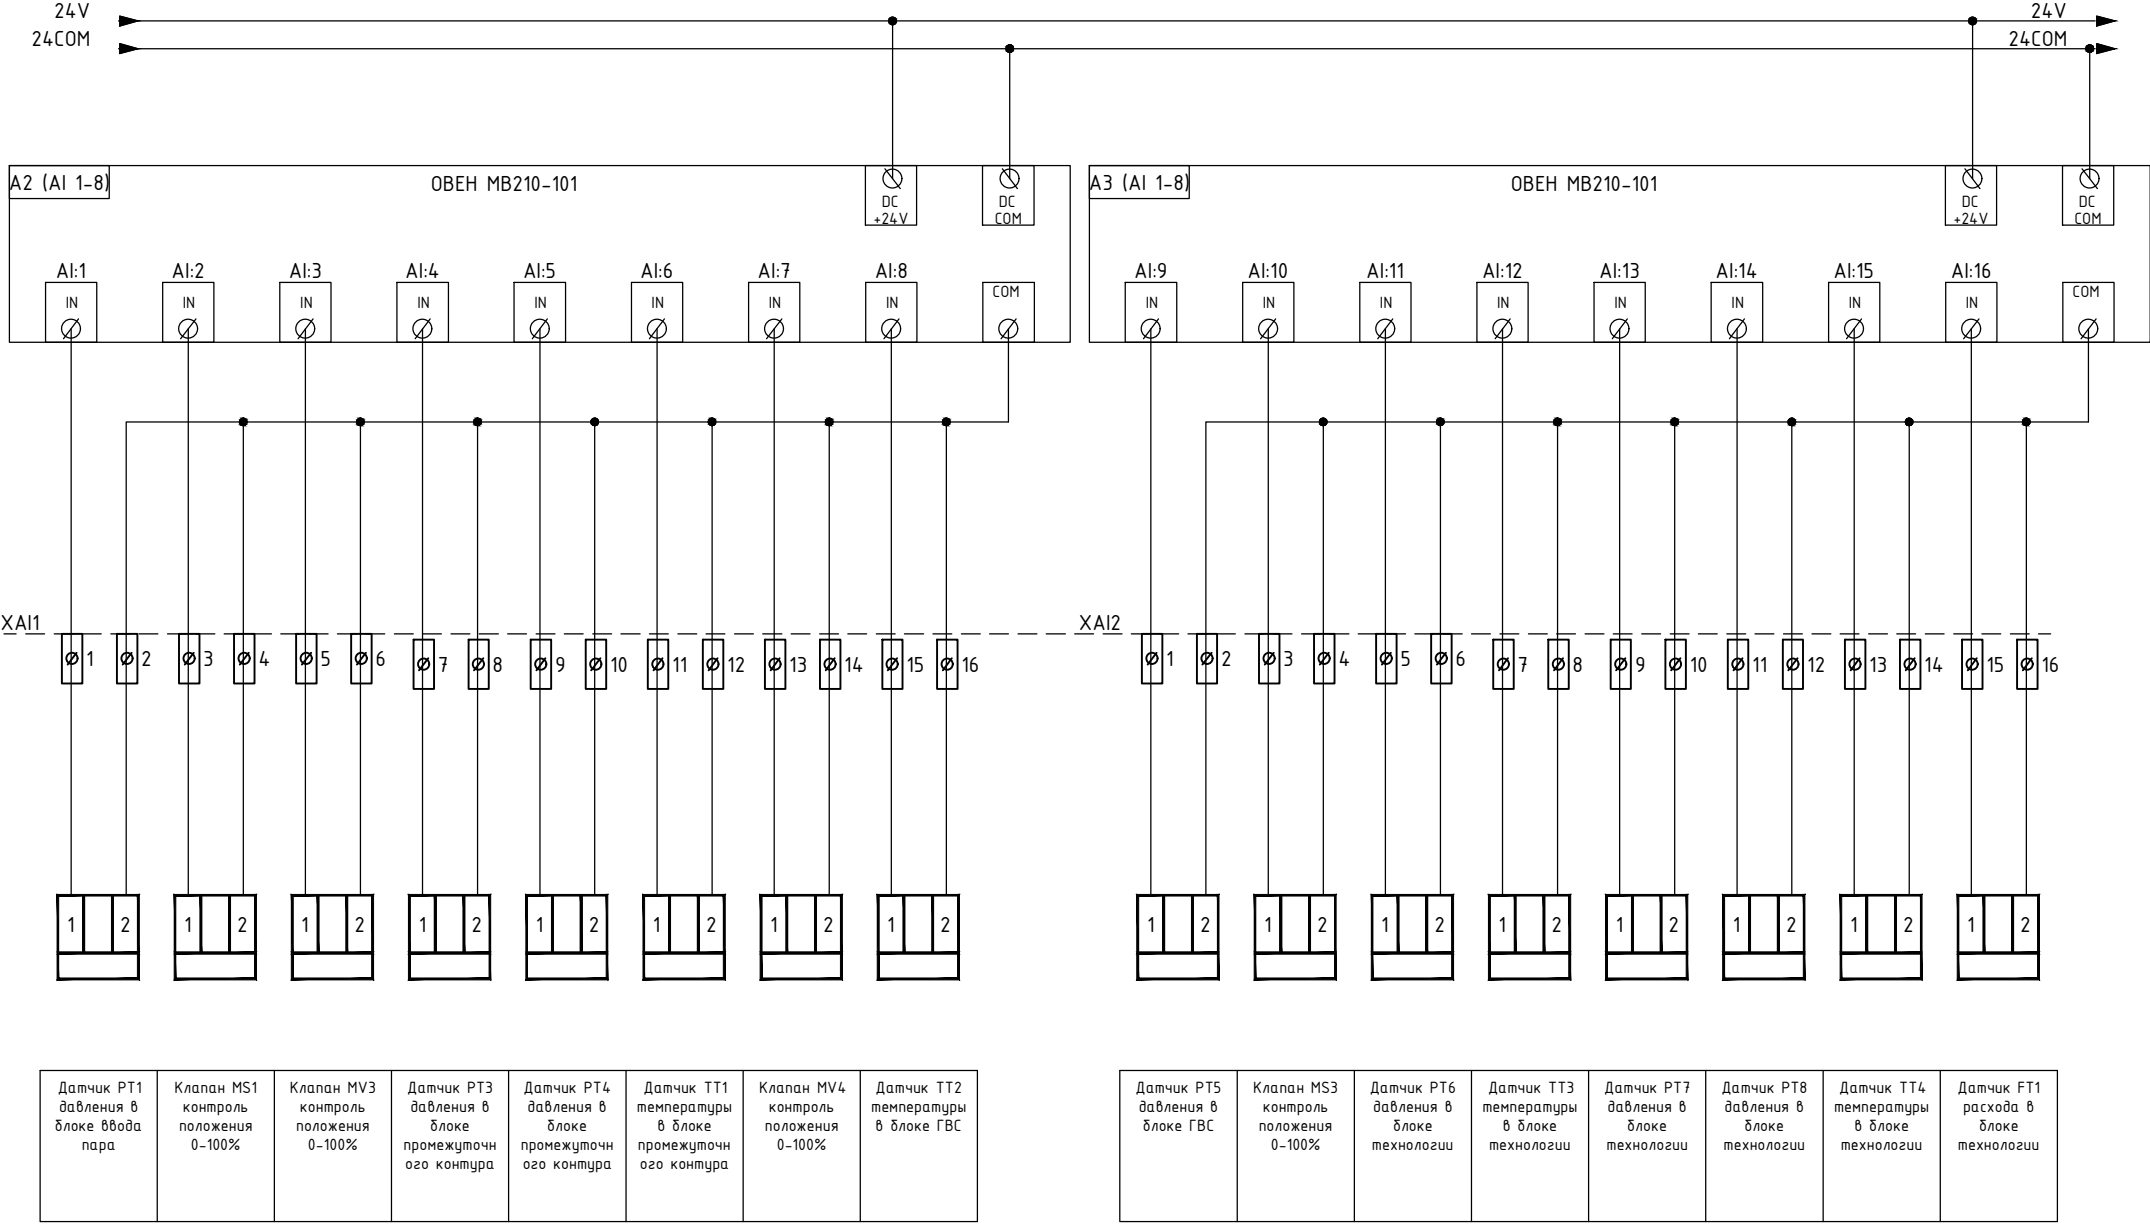 24V 24V
24COM 24COM
A2 (AI 1-8) ОВЕН МВ210-101 A3 (AI 1-8) ОВЕН МВ210-101
DC DC DC DC
+24V COM +24V COM
AI:1 AI:2 AI:3 AI:4 AI:5 AI:6 AI:7 AI:8 AI:9 AI:10 AI:11 AI:12 AI:13 AI:14 AI:15 AI:16
IN IN IN IN IN IN IN IN COM IN IN IN IN IN IN IN IN COM
XAI1 XAI2
1 2 3 4 5 6 7 8 9 10 11 12 13 14 15 16 1 2 3 4 5 6 7 8 9 10 11 12 13 14 15 16
1 2 1 2 1 2 1 2 1 2 1 2 1 2 1 2 1 2 1 2 1 2 1 2 1 2 1 2 1 2 1 2
Датчик PT1
давления в
блоке ввода
пара
Клапан MS1
контроль
положения
0-100%
Клапан MV3
контроль
положения
0-100%
Датчик PT3
давления в
блоке
промежуточн
ого контура
Датчик PT4
давления в
блоке
промежуточн
ого контура
Датчик TT1
температуры
в блоке
промежуточн
ого контура
Клапан MV4
контроль
положения
0-100%
Датчик TT2
температуры
в блоке ГВС
Датчик PT5
давления в
блоке ГВС
Клапан MS3
контроль
положения
0-100%
Датчик PT6
давления в
блоке
технологии
Датчик TT3
температуры
в блоке
технологии
Датчик PT7
давления в
блоке
технологии
Датчик PT8
давления в
блоке
технологии
Датчик TT4
температуры
в блоке
технологии
Датчик FT1
расхода в
блоке
технологии